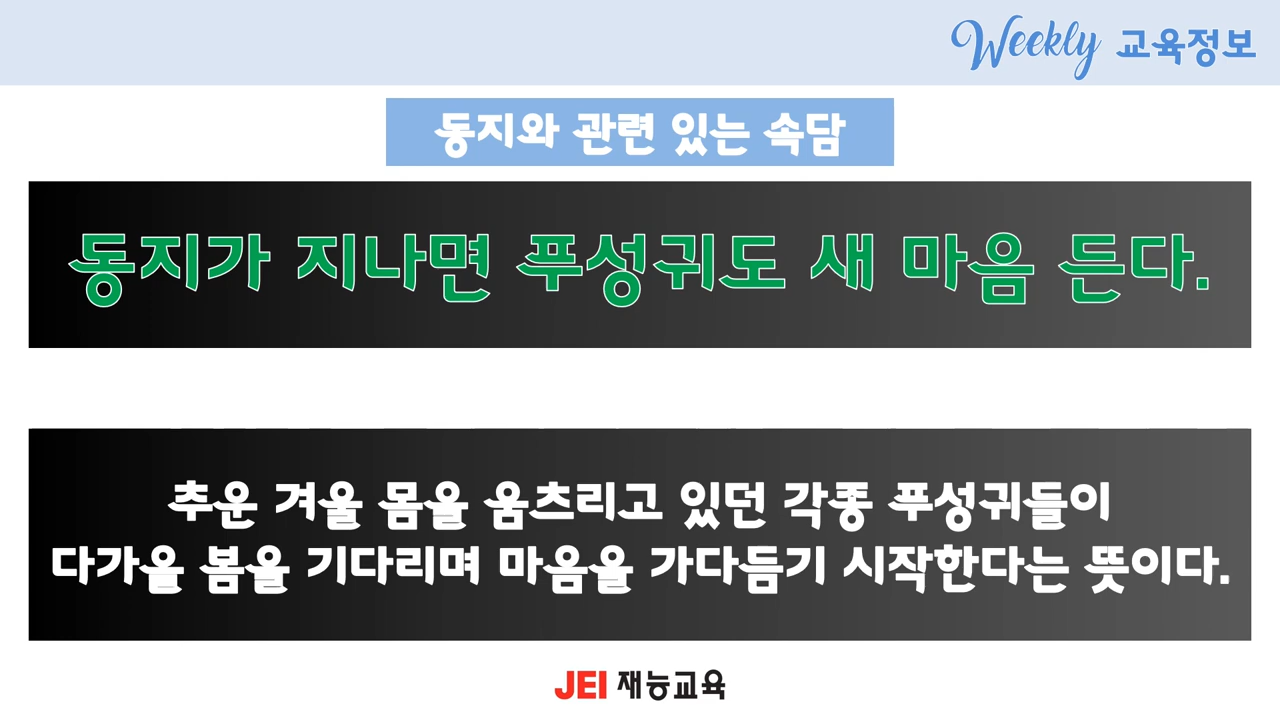 Weekly 교육정보
동지와 관련 있는 속담
동지가 지나면 푸성귀도 새 마음 든다.
추운 겨울 몸을 움츠리고 있던 각종 푸성귀들이
다가올 봄을 기다리며 마음을 가다듬기 시작한다는 뜻이다.
JEI 재능교육